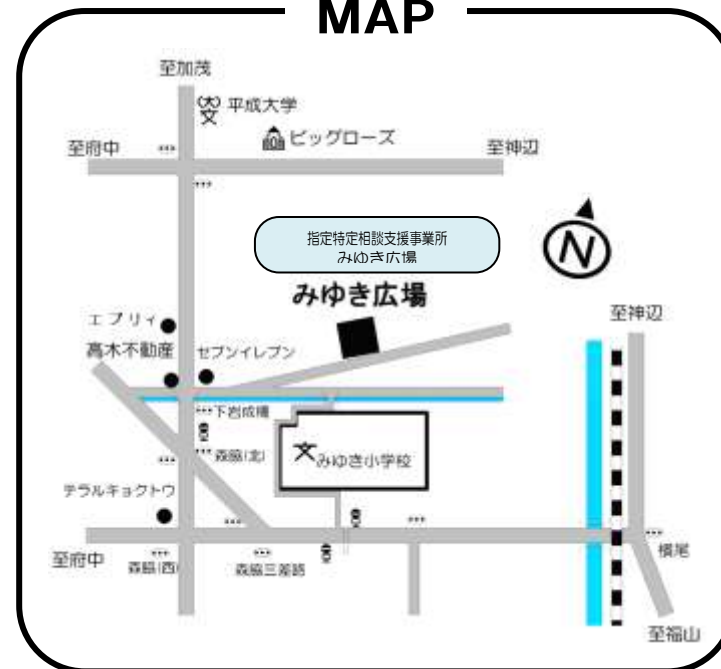 MAP
至加茂
(大)
文
平成大学
ビッグローズ
至府中
至神辺
指定特定相談支援事業所
みゆき広場
N
みゆき広場
至神辺
エブリィ
高木不動産
セブンイレブン
下岩成橋
森脇(北)
文
みゆき小学校
テラルキョクトウ
至府中
森脇(西)
森脇三差路
横尾
至福山